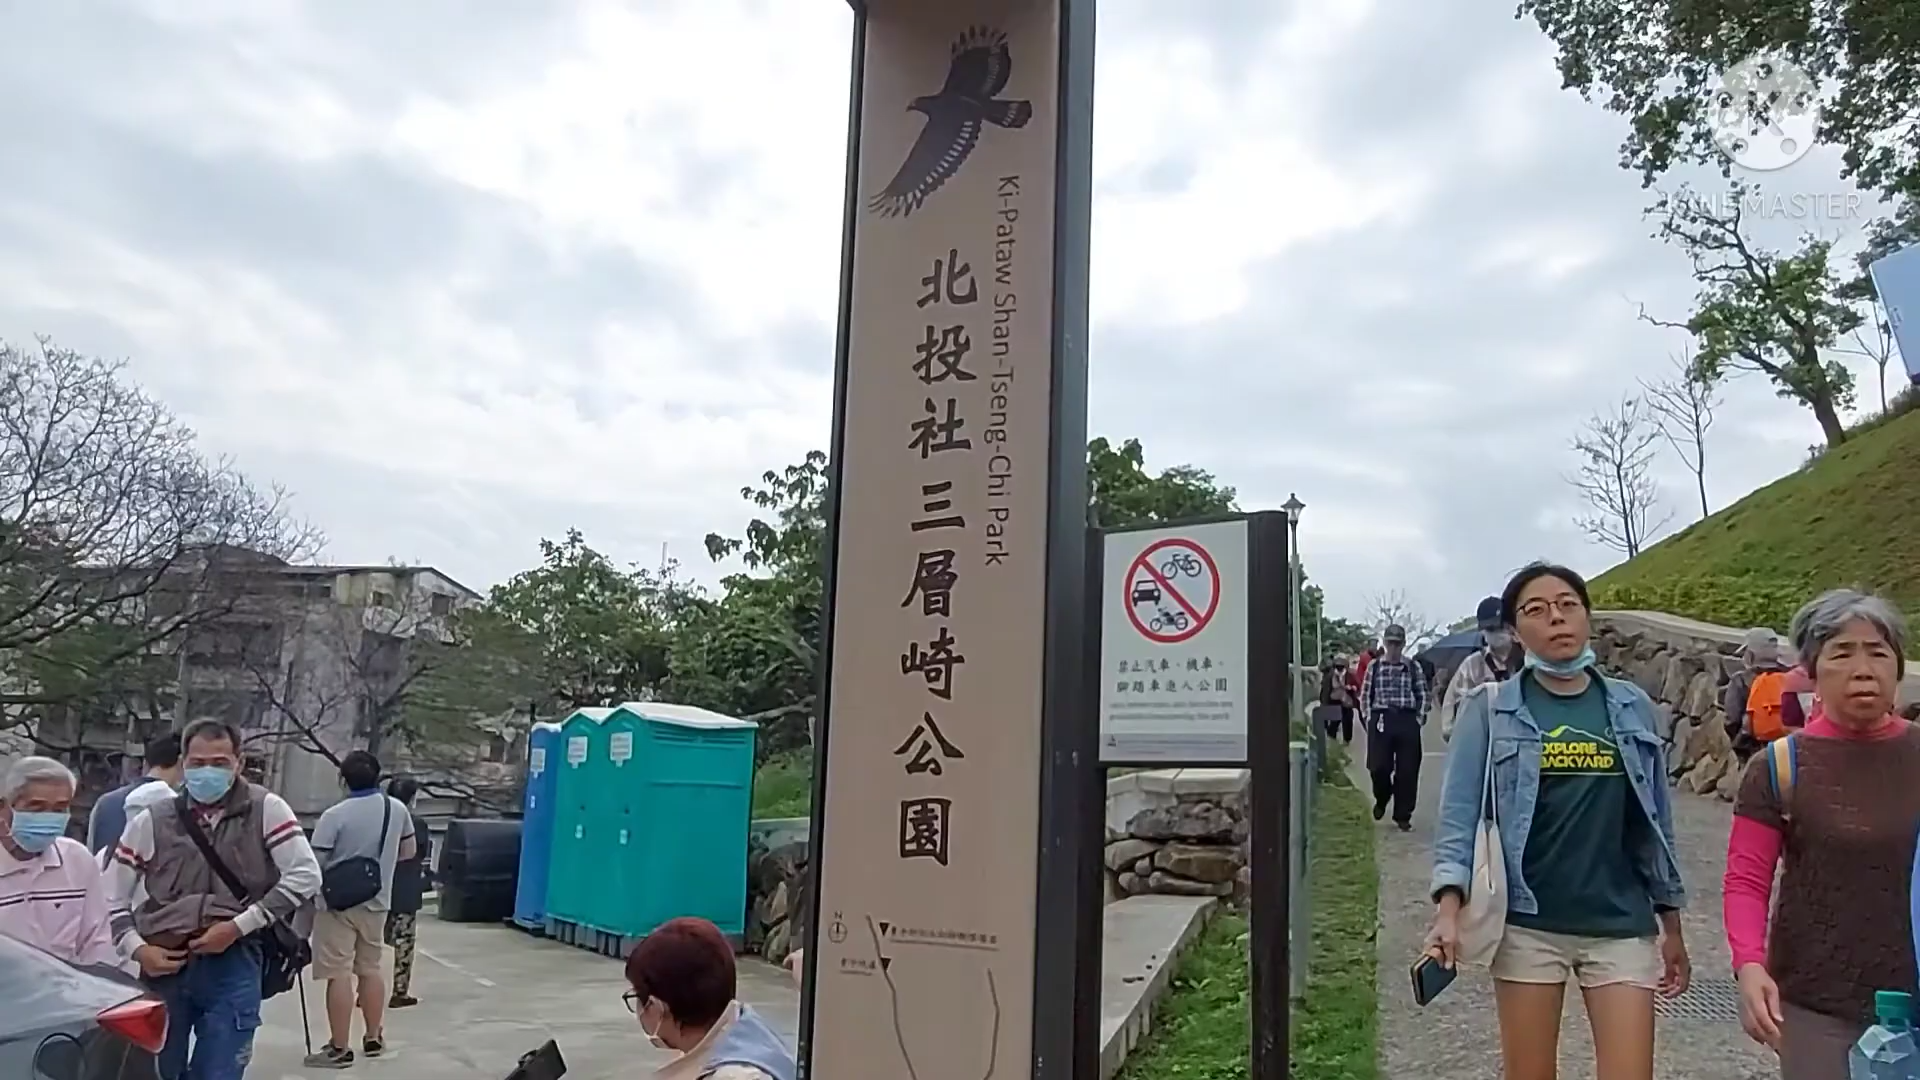 北投社三層崎公園
Ki-Pataw Shan-Tseng-Chi Park
N
禁止汽車、機車、
腳踏車進入公園
EXPLORE
BACKYARD
KINEMASTER